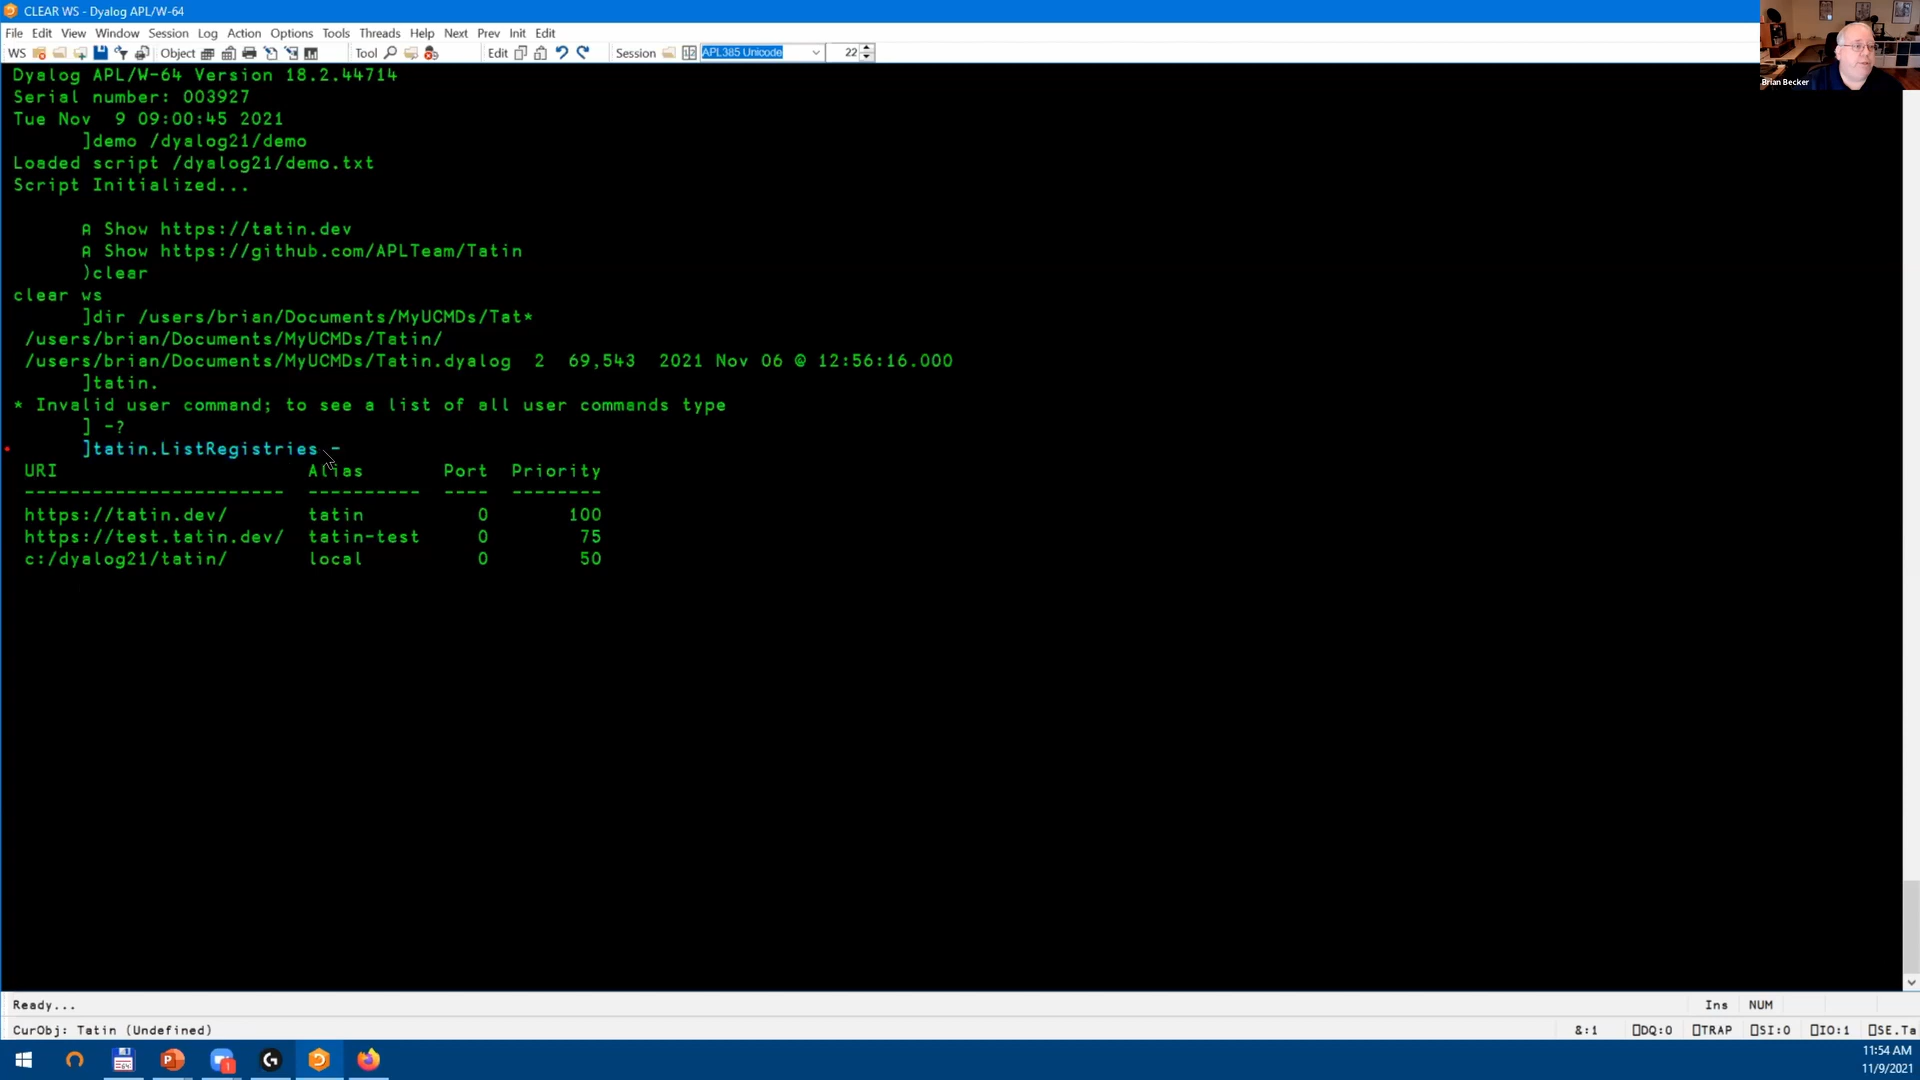 CLEAR WS - Dyalog APL/W-64
File Edit View Window Session Log Action Options Tools Threads Help Next Prev Init Edit
WS Object Tool Edit Session APL385 Unicode 22
Brian Becker
Dyalog APL/W-64 Version 18.2.44714
Serial number: 003927
Tue Nov  9 09:00:45 2021
]demo /dyalog21/demo
Loaded script /dyalog21/demo.txt
Script Initialized...
⍝ Show https://tatin.dev
⍝ Show https://github.com/APLTeam/Tatin
)clear
clear ws
]dir /users/brian/Documents/MyUCMDs/Tat*
/users/brian/Documents/MyUCMDs/Tatin/
/users/brian/Documents/MyUCMDs/Tatin.dyalog  2  69,543  2021 Nov 06 @ 12:56:16.000
]tatin.
* Invalid user command; to see a list of all user commands type
] -?
]tatin.ListRegistries -
URI Alias Port Priority
----------------------- ---------- ---- --------
https://tatin.dev/ tatin 0 100
https://test.tatin.dev/ tatin-test 0 75
c:/dyalog21/tatin/ local 0 50
Ready... Ins NUM
CurObj: Tatin (Undefined) &:1 ⎕DQ:0 ⎕TRAP ⎕SI:0 ⎕IO:1 ⎕SE.Ta
11:54 AM
11/9/2021